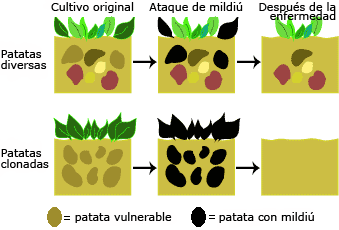 Cultivo original
Ataque de mildiú
Después de la
enfermedad
Patatas
diversas
Patatas
clonadas
= patata vulnerable
= patata con mildiú